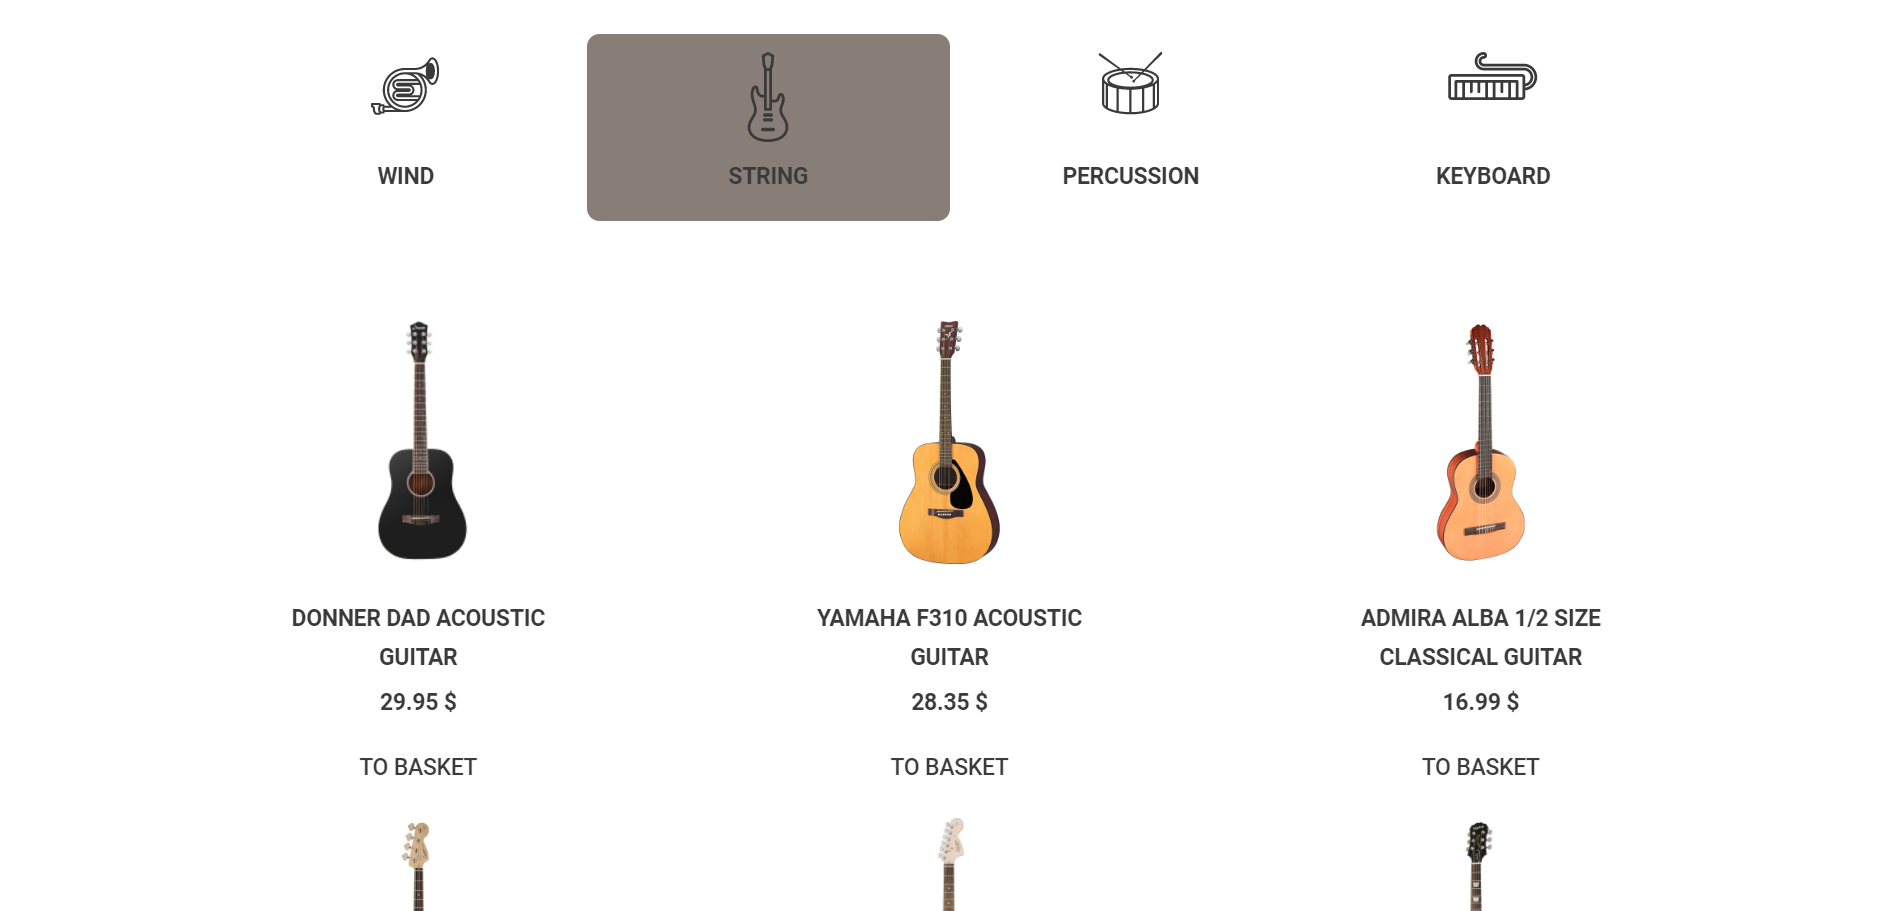 WIND
STRING
PERCUSSION
KEYBOARD
DONNER DAD ACOUSTIC
GUITAR
29.95 $
TO BASKET
YAMAHA F310 ACOUSTIC
GUITAR
28.35 $
TO BASKET
ADMIRA ALBA 1/2 SIZE
CLASSICAL GUITAR
16.99 $
TO BASKET